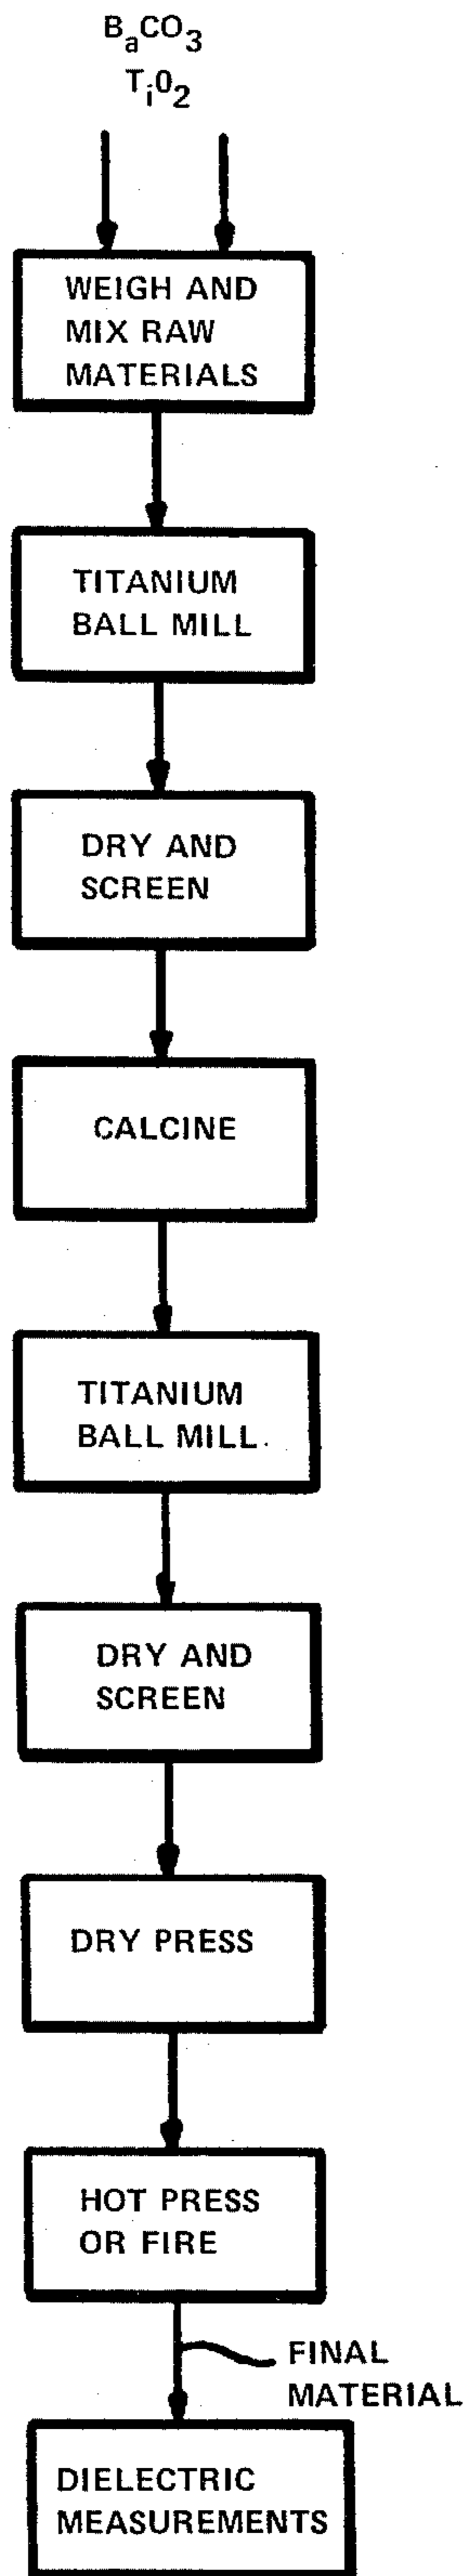 BaCO3
TiO2
WEIGH AND
MIX RAW
MATERIALS
TITANIUM
BALL MILL
DRY AND
SCREEN
CALCINE
TITANIUM
BALL MILL.
DRY AND
SCREEN
DRY PRESS
HOT PRESS
OR FIRE
FINAL
MATERIAL
DIELECTRIC
MEASUREMENTS